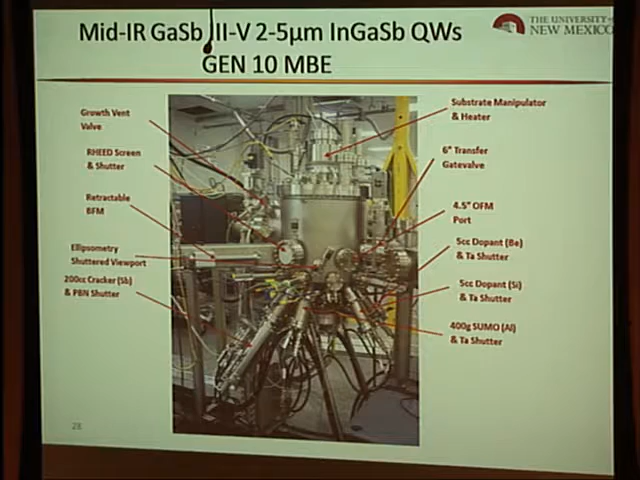 Mid-IR GaSb III-V 2-5µm InGaSb QWs
GEN 10 MBE
THE UNIVERSITY of
NEW MEXICO
Growth Vent
Valve
RHEED Screen
& Shutter
Retractable
BFM
Ellipsometry
Shuttered Viewport
200cc Cracker (Sb)
& PBN Shutter
Substrate Manipulator
& Heater
6" Transfer
Gatevalve
4.5" OFM
Port
5cc Dopant (Be)
& Ta Shutter
5cc Dopant (Si)
& Ta Shutter
400g SUMO (Al)
& Ta Shutter
28